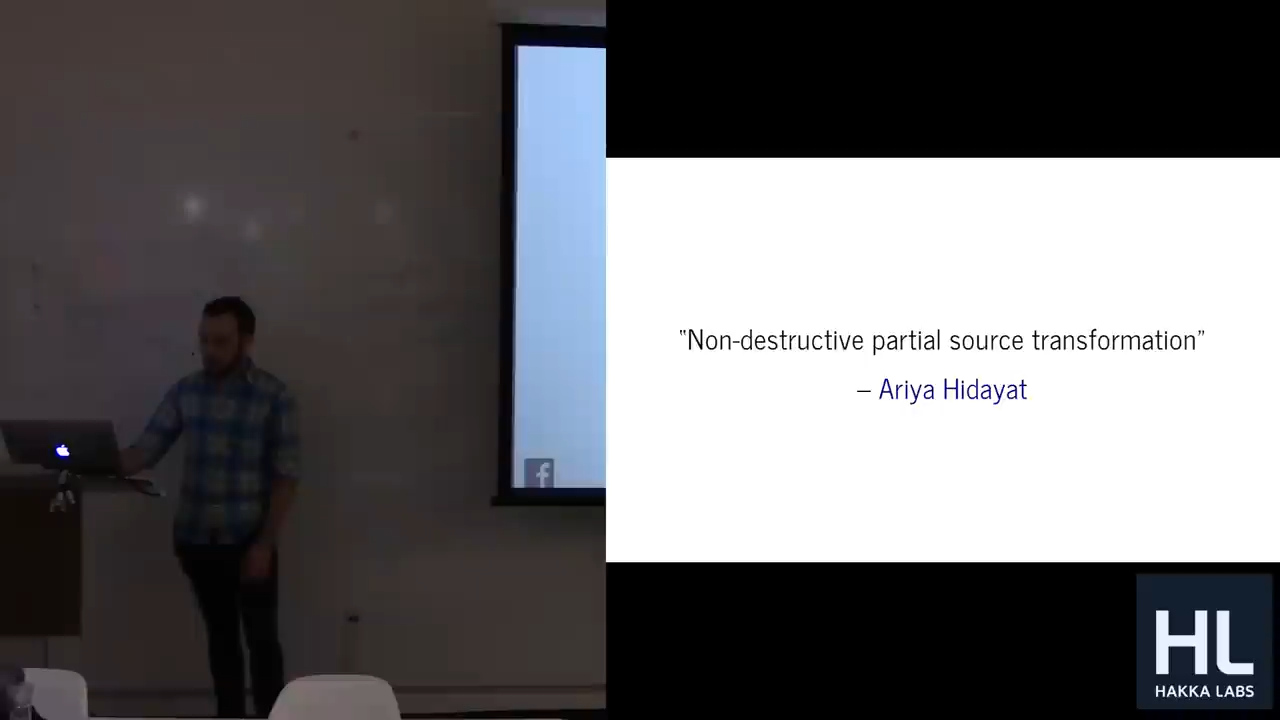 "Non-destructive partial source transformation"
– Ariya Hidayat
f
HL
HAKKA LABS